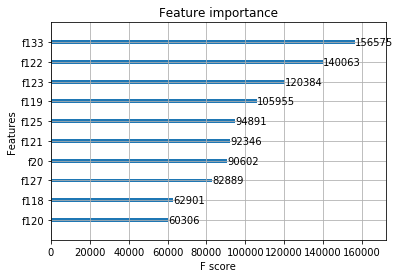 Feature importance
Features
f133
156575
f122
140063
f123
120384
f119
105955
f125
94891
f121
92346
f20
90602
f127
82889
f118
62901
f120
60306
0 20000 40000 60000 80000 100000 120000 140000 160000
F score